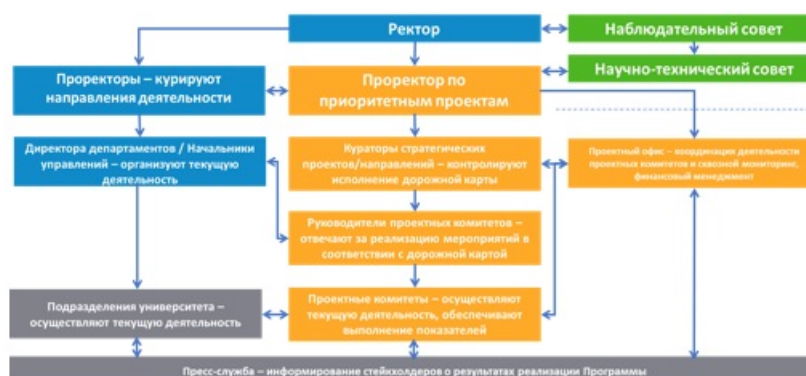 Ректор
Наблюдательный совет
Научно-технический совет
Проректоры – курируют
направления деятельности
Проректор по
приоритетным проектам
Директора департаментов / Начальники
управлений – организуют текущую
деятельность
Кураторы стратегических
проектов/направлений – контролируют
исполнение дорожной карты
Проектный офис – координация деятельности
проектных комитетов и сквозной мониторинг,
финансовый менеджмент
Руководители проектных комитетов –
отвечают за реализацию мероприятий в
соответствии с дорожной картой
Подразделения университета –
осуществляют текущую деятельность
Проектные комитеты – осуществляют
текущую деятельность, обеспечивают
выполнение показателей
Пресс-служба – информирование стейкхолдеров о результатах реализации Программы